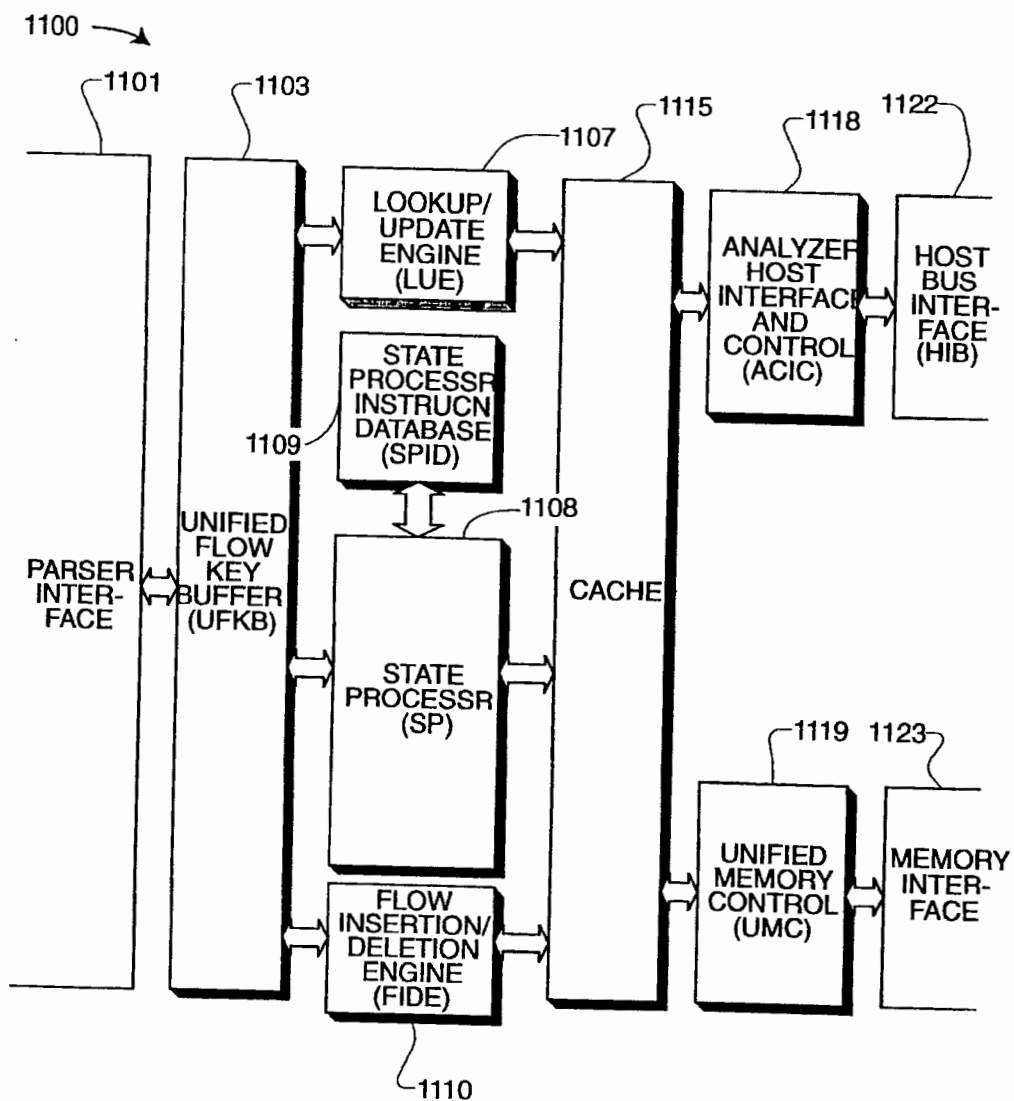 1100
1101
1103
1107
1115
1118
1122
LOOKUP/
UPDATE
ENGINE
(LUE)
ANALYZER
HOST
INTERFACE
AND
CONTROL
(ACIC)
HOST
BUS
INTER-
FACE
(HIB)
STATE
PROCESSR
INSTRUCN
DATABASE
(SPID)
1109
1108
UNIFIED
FLOW
KEY
BUFFER
(UFKB)
PARSER
INTER-
FACE
CACHE
STATE
PROCESSR
(SP)
1119
1123
UNIFIED
MEMORY
CONTROL
(UMC)
MEMORY
INTER-
FACE
FLOW
INSERTION/
DELETION
ENGINE
(FIDE)
1110